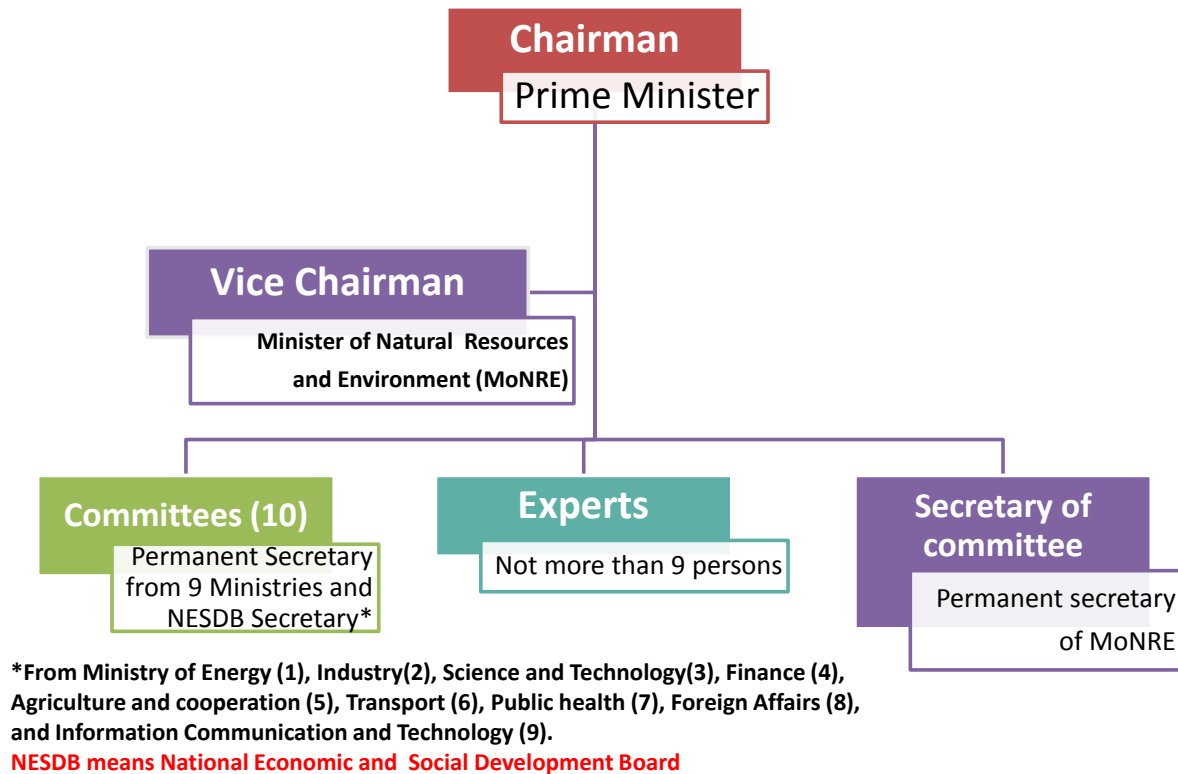 Chairman
Prime Minister
Vice Chairman
Minister of Natural Resources
and Environment (MoNRE)
Committees (10)
Permanent Secretary
from 9 Ministries and
NESDB Secretary*
Experts
Not more than 9 persons
Secretary of
committee
Permanent secretary
of MoNRE
*From Ministry of Energy (1), Industry(2), Science and Technology(3), Finance (4),
Agriculture and cooperation (5), Transport (6), Public health (7), Foreign Affairs (8),
and Information Communication and Technology (9).
NESDB means National Economic and Social Development Board